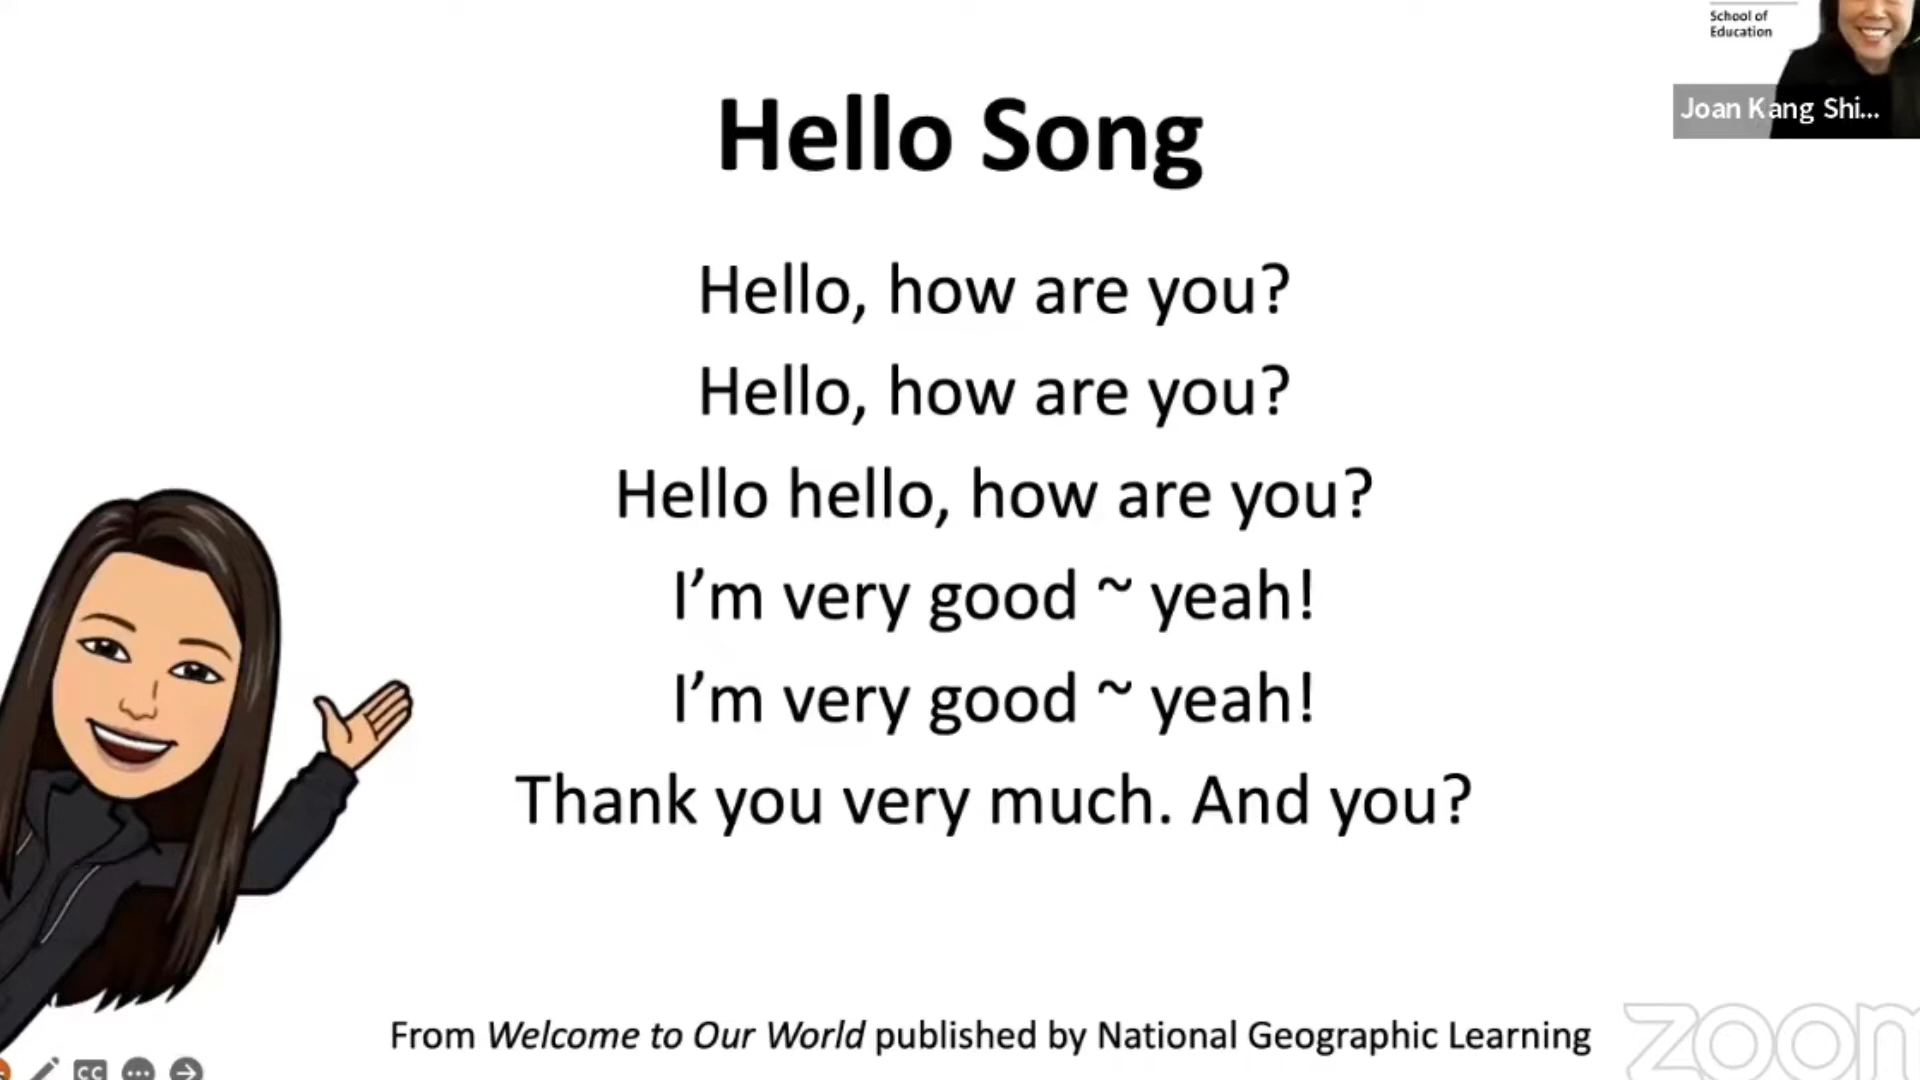 School of
Education
Joan Kang Shi...
Hello Song
Hello, how are you?
Hello, how are you?
Hello hello, how are you?
I’m very good ~ yeah!
I’m very good ~ yeah!
Thank you very much. And you?
From Welcome to Our World published by National Geographic Learning
zoom
CC